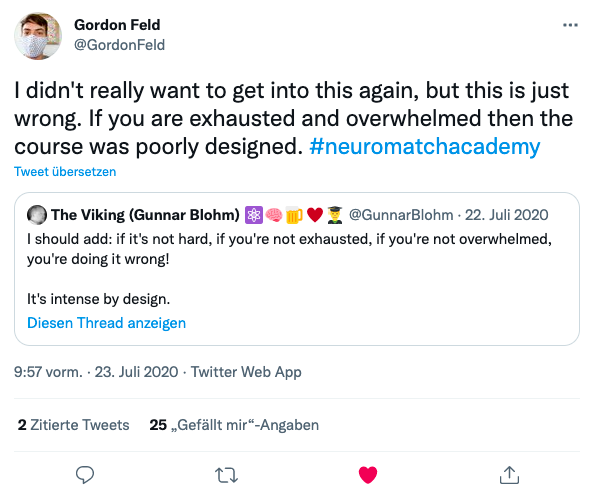 Gordon Feld
@GordonFeld
I didn't really want to get into this again, but this is just
wrong. If you are exhausted and overwhelmed then the
course was poorly designed. #neuromatchacademy
Tweet übersetzen
The Viking (Gunnar Blohm) ⚛️🧠🍺❤️👨‍🎓 @GunnarBlohm · 22. Juli 2020
I should add: if it's not hard, if you're not exhausted, if you're not overwhelmed,
you're doing it wrong!
It's intense by design.
Diesen Thread anzeigen
9:57 vorm. · 23. Juli 2020 · Twitter Web App
2 Zitierte Tweets 25 „Gefällt mir“-Angaben